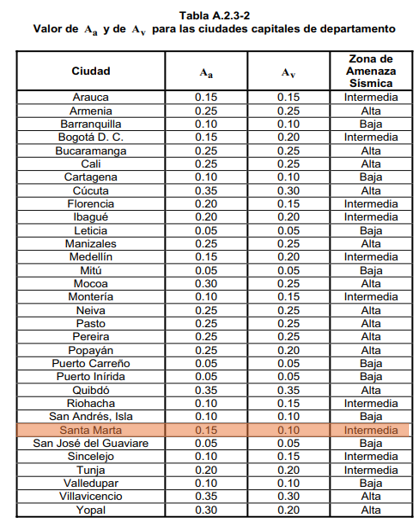 Tabla A.2.3-2
Valor de Aa y de Av para las ciudades capitales de departamento
Ciudad Aa Av Zona de Amenaza Sísmica
Arauca 0.15 0.15 Intermedia
Armenia 0.25 0.25 Alta
Barranquilla 0.10 0.10 Baja
Bogotá D. C. 0.15 0.20 Intermedia
Bucaramanga 0.25 0.25 Alta
Cali 0.25 0.25 Alta
Cartagena 0.10 0.10 Baja
Cúcuta 0.35 0.30 Alta
Florencia 0.20 0.15 Intermedia
Ibagué 0.20 0.20 Intermedia
Leticia 0.05 0.05 Baja
Manizales 0.25 0.25 Alta
Medellín 0.15 0.20 Intermedia
Mitú 0.05 0.05 Baja
Mocoa 0.30 0.25 Alta
Montería 0.10 0.15 Intermedia
Neiva 0.25 0.25 Alta
Pasto 0.25 0.25 Alta
Pereira 0.25 0.25 Alta
Popayán 0.25 0.20 Alta
Puerto Carreño 0.05 0.05 Baja
Puerto Inírida 0.05 0.05 Baja
Quibdó 0.35 0.35 Alta
Riohacha 0.10 0.15 Intermedia
San Andrés, Isla 0.10 0.10 Baja
Santa Marta 0.15 0.10 Intermedia
San José del Guaviare 0.05 0.05 Baja
Sincelejo 0.10 0.15 Intermedia
Tunja 0.20 0.20 Intermedia
Valledupar 0.10 0.10 Baja
Villavicencio 0.35 0.30 Alta
Yopal 0.30 0.20 Alta